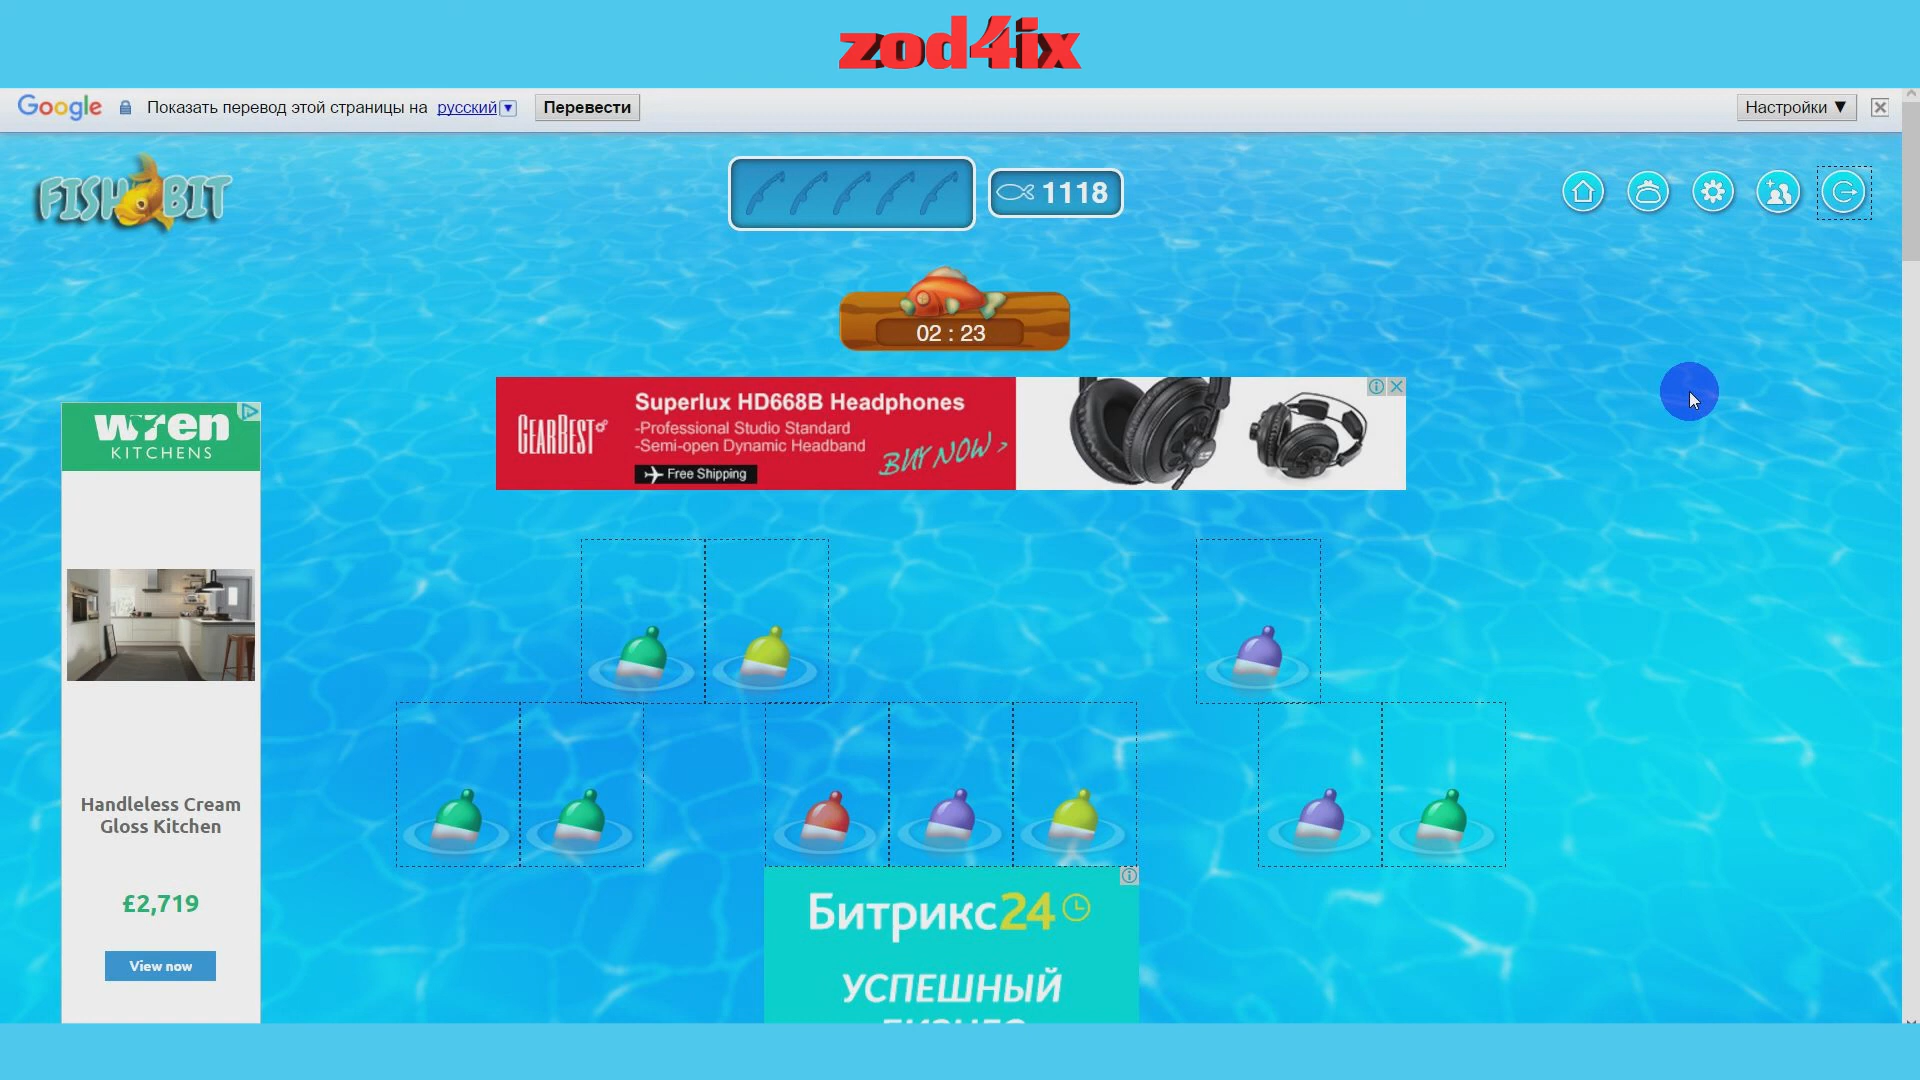 zod4ix
Google Показать перевод этой страницы на русский Перевести Настройки ▼
FISH BIT
1118
02 : 23
GEARBEST
Superlux HD668B Headphones
-Professional Studio Standard
-Semi-open Dynamic Headband
Free Shipping
BUY NOW >
wren
KITCHENS
Handleless Cream
Gloss Kitchen
£2,719
View now
Битрикс24
УСПЕШНЫЙ